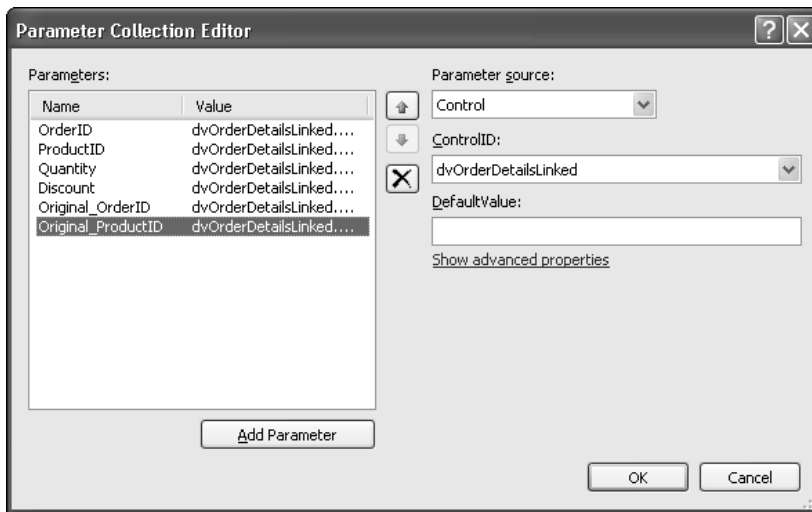 Parameter Collection Editor
Parameters:
Name Value
OrderID dvOrderDetailsLinked....
ProductID dvOrderDetailsLinked....
Quantity dvOrderDetailsLinked....
Discount dvOrderDetailsLinked....
Original_OrderID dvOrderDetailsLinked....
Original_ProductID dvOrderDetailsLinked....
Add Parameter
Parameter source:
Control
ControlID:
dvOrderDetailsLinked
DefaultValue:
Show advanced properties
OK Cancel